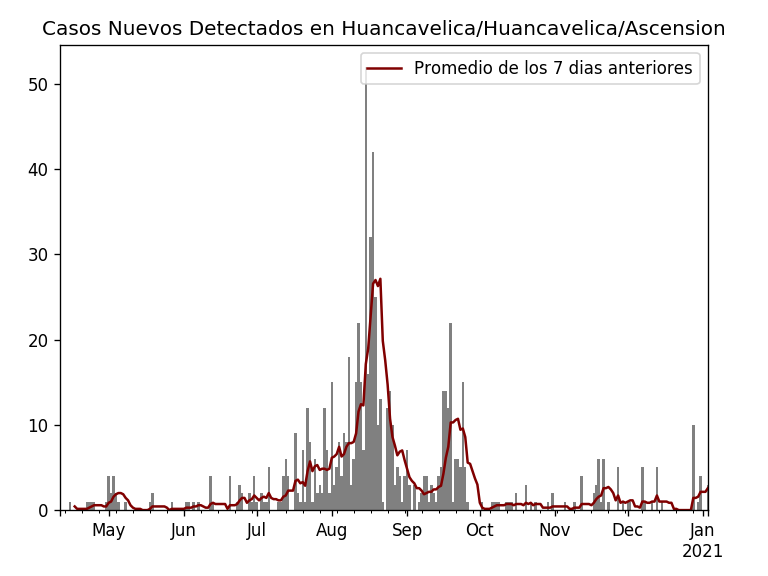 Casos Nuevos Detectados en Huancavelica/Huancavelica/Ascension
Promedio de los 7 dias anteriores
50
40
30
20
10
0
May Jun Jul Aug Sep Oct Nov Dec Jan
2021